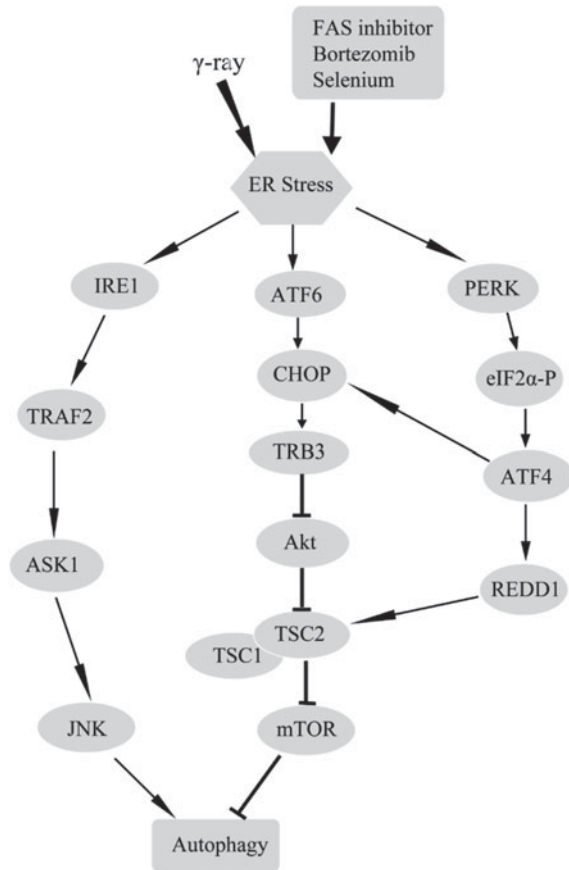 FAS inhibitor
Bortezomib
Selenium
γ-ray
ER Stress
IRE1
ATF6
PERK
CHOP
eIF2α-P
TRAF2
TRB3
ATF4
Akt
ASK1
REDD1
TSC2
TSC1
JNK
mTOR
Autophagy